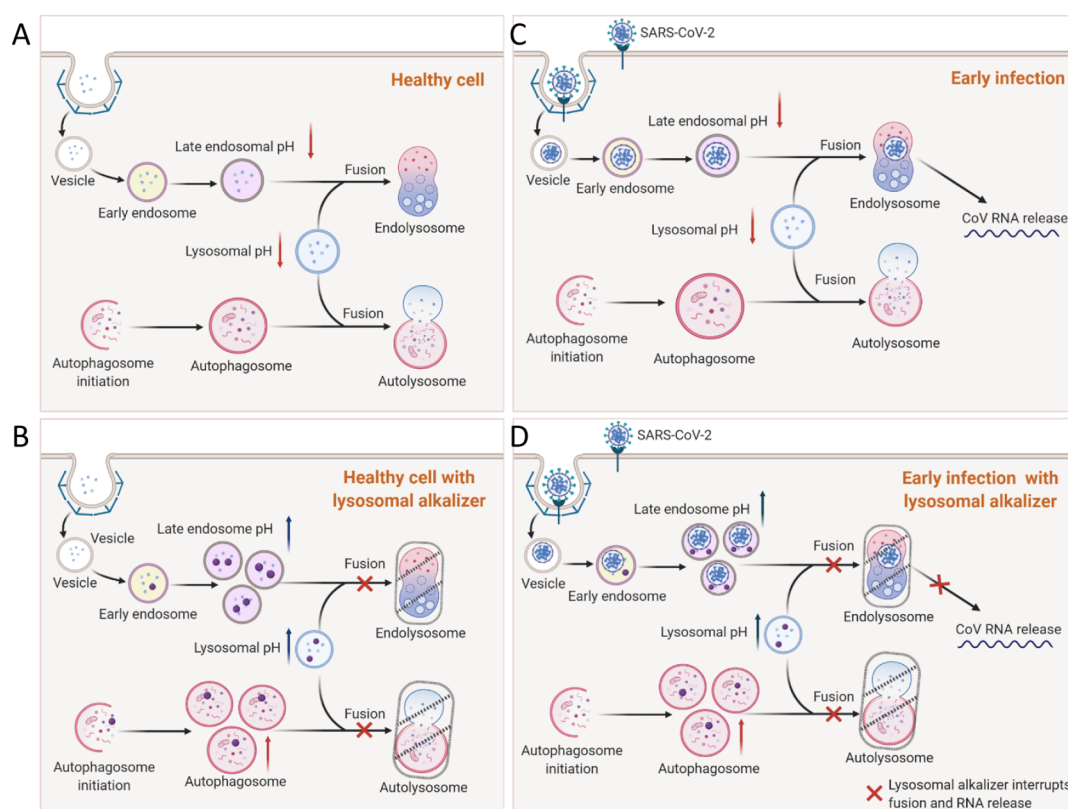 A
Healthy cell
Late endosomal pH
Fusion
Vesicle
Early endosome
Endolysosome
Lysosomal pH
Fusion
Autophagosome
initiation
Autophagosome
Autolysosome
C
SARS-CoV-2
Early infection
Late endosomal pH
Fusion
Vesicle
Early endosome
Endolysosome
CoV RNA release
Lysosomal pH
Fusion
Autophagosome
initiation
Autophagosome
Autolysosome
B
Healthy cell with
lysosomal alkalizer
Vesicle
Late endosome pH
Fusion
Vesicle
Early endosome
Endolysosome
Lysosomal pH
Fusion
Autophagosome
initiation
Autophagosome
Autolysosome
D
SARS-CoV-2
Early infection with
lysosomal alkalizer
Late endosome pH
Fusion
Vesicle
Early endosome
Endolysosome
CoV RNA release
Lysosomal pH
Fusion
Autophagosome
initiation
Autophagosome
Autolysosome
Lysosomal alkalizer interrupts
fusion and RNA release